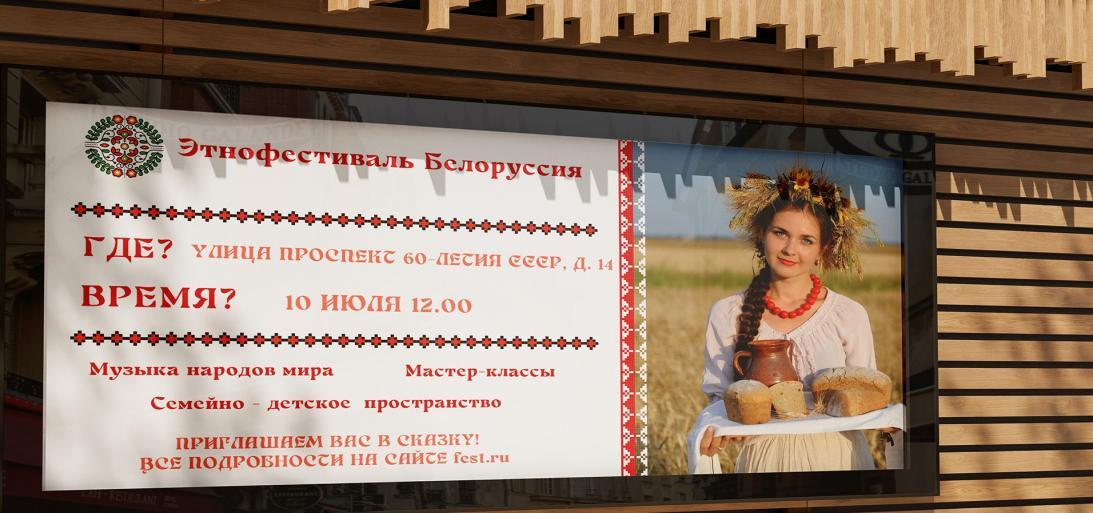 Этнофестиваль Белоруссия
ГДЕ? УЛИЦА ПРОСПЕКТ 60-ЛЕТИЯ СССР, Д. 14
ВРЕМЯ? 10 ИЮЛЯ 12.00
Музыка народов мира Мастер-классы
Семейно - детское пространство
ПРИГЛАШАЕМ ВАС В СКАЗКУ!
ВСЕ ПОДРОБНОСТИ НА САЙТЕ fest.ru